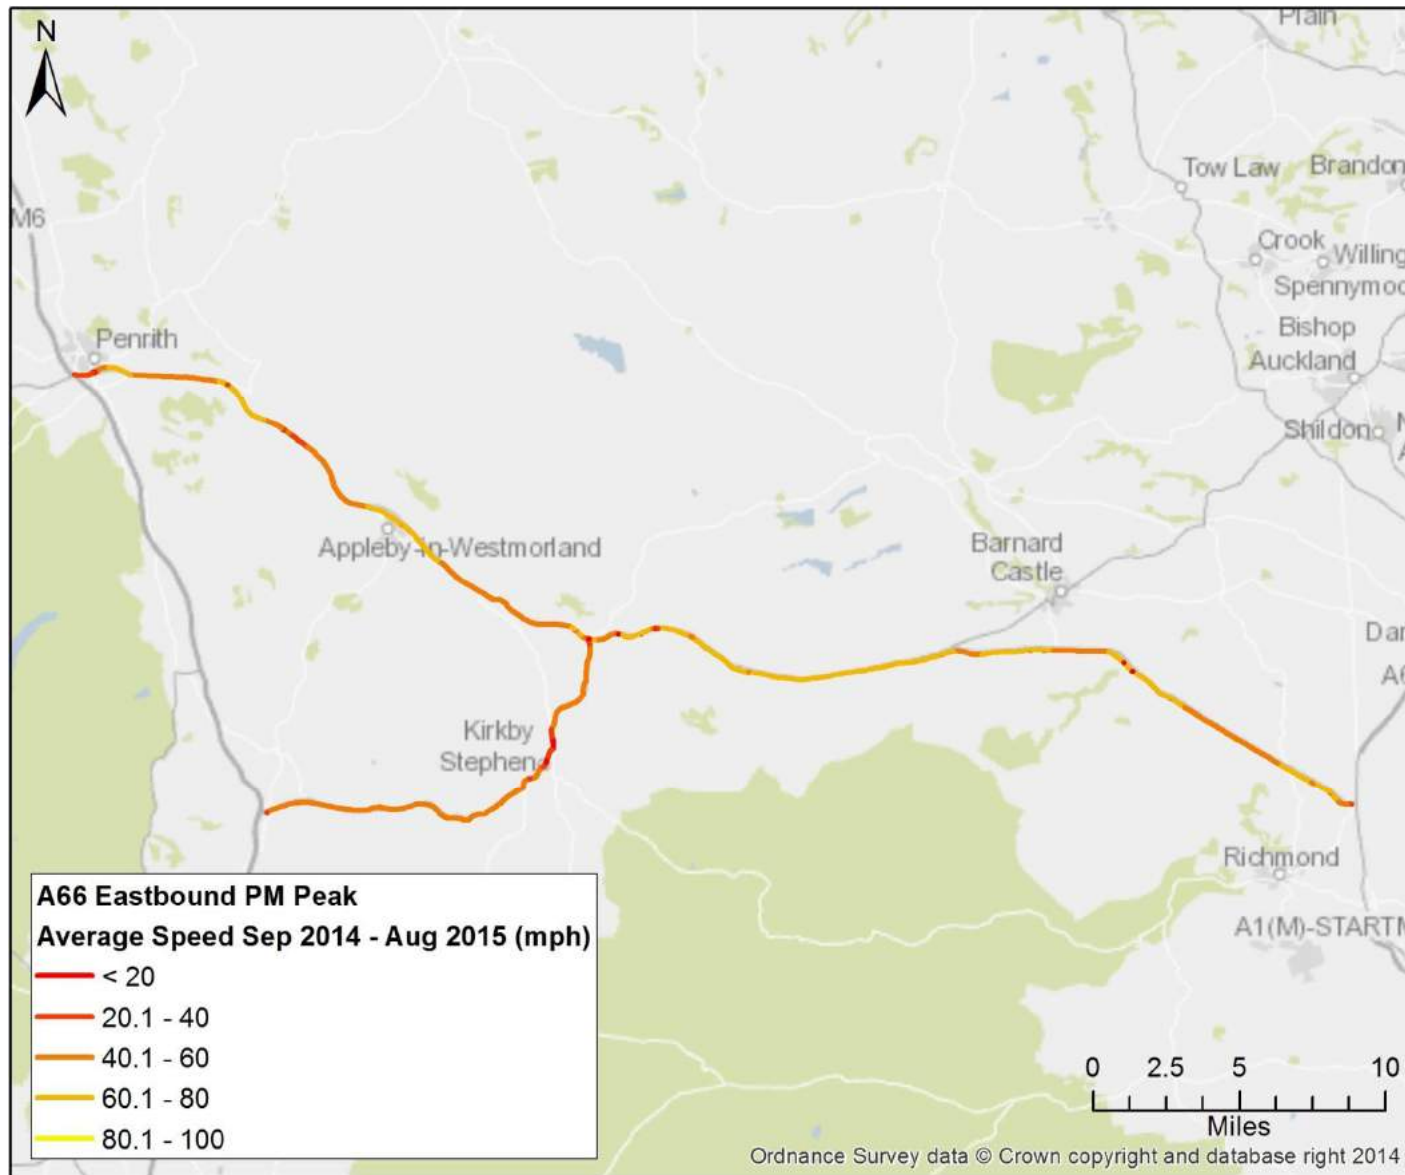 N
Plain
Tow Law
Brandon
M6
Crook
Willing
Spennymoo
Bishop
Auckland
Penrith
Shildon
N
A
Appleby-in-Westmorland
Barnard
Castle
Dar
A6
Kirkby
Stephen
Richmond
A1(M)-STARTM
A66 Eastbound PM Peak
Average Speed Sep 2014 - Aug 2015 (mph)
< 20
20.1 - 40
40.1 - 60
60.1 - 80
80.1 - 100
0 2.5 5 10
Miles
Ordnance Survey data © Crown copyright and database right 2014